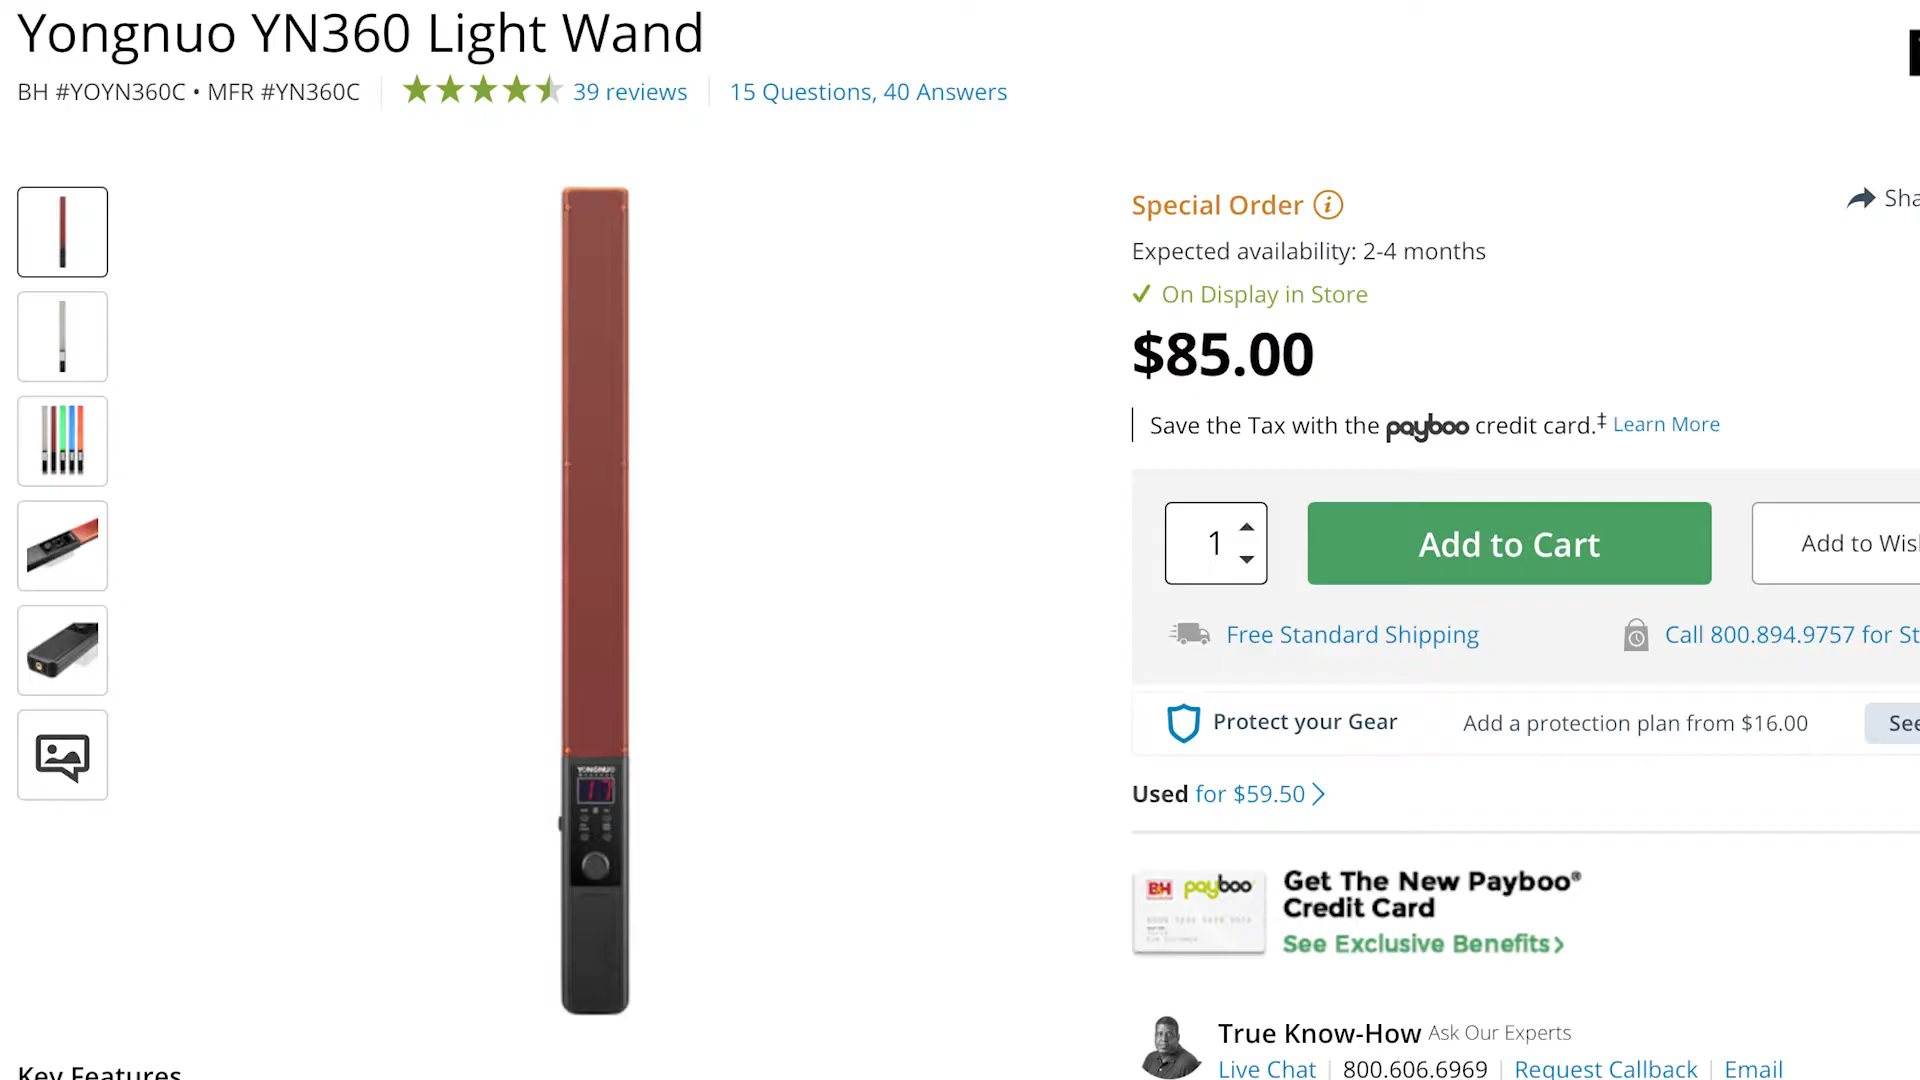 Yongnuo YN360 Light Wand
BH #YOYN360C • MFR #YN360C
39 reviews
15 Questions, 40 Answers
Special Order
Expected availability: 2-4 months
On Display in Store
$85.00
Save the Tax with the payboo credit card.‡ Learn More
1
Add to Cart
Add to
Free Standard Shipping
Call 800.894.9757 for
Protect your Gear
Add a protection plan from $16.00
See
Used for $59.50
YONGNUO
BH payboo
Get The New Payboo®
Credit Card
See Exclusive Benefits
True Know-How Ask Our Experts
Live Chat | 800.606.6969 | Request Callback | Email
Key Features